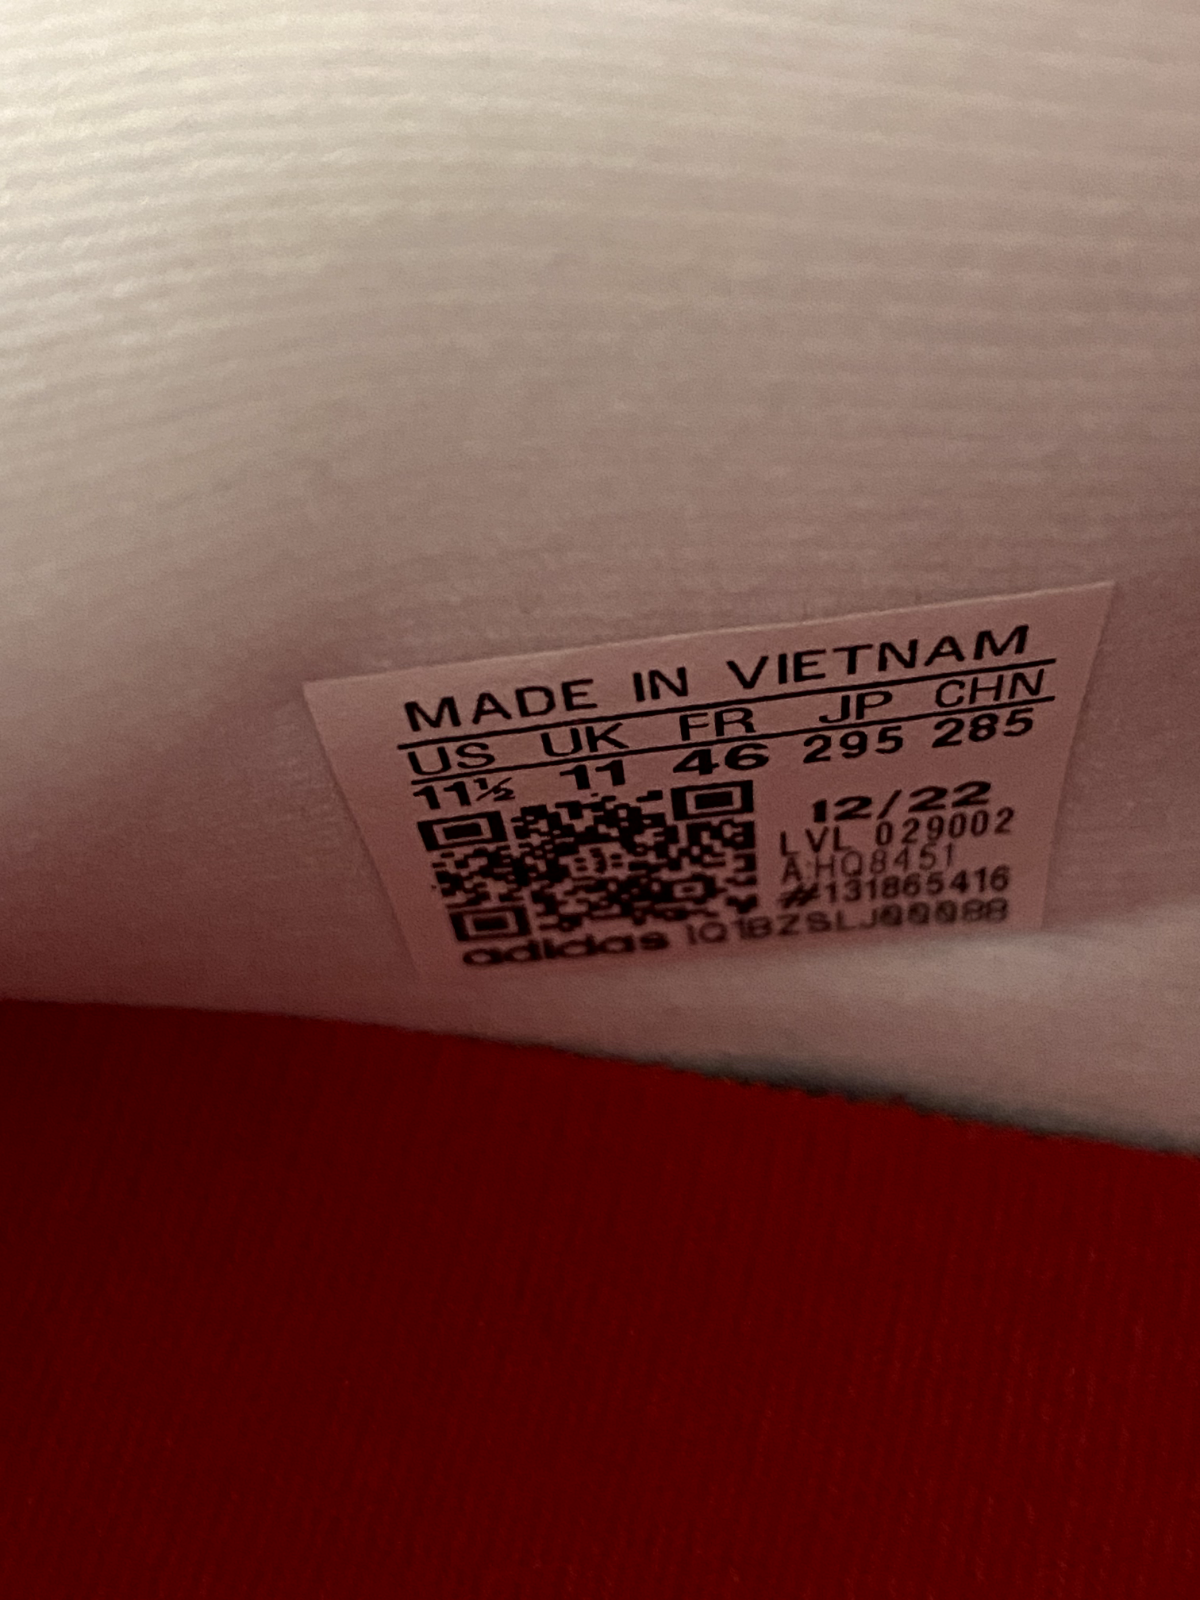 MADE IN VIETNAM
US UK FR JP CHN
11½ 11 46 295 285
12/22
LVL 029002
A:HQ8451
#131865416
adidas IQ1BZSLJ00088